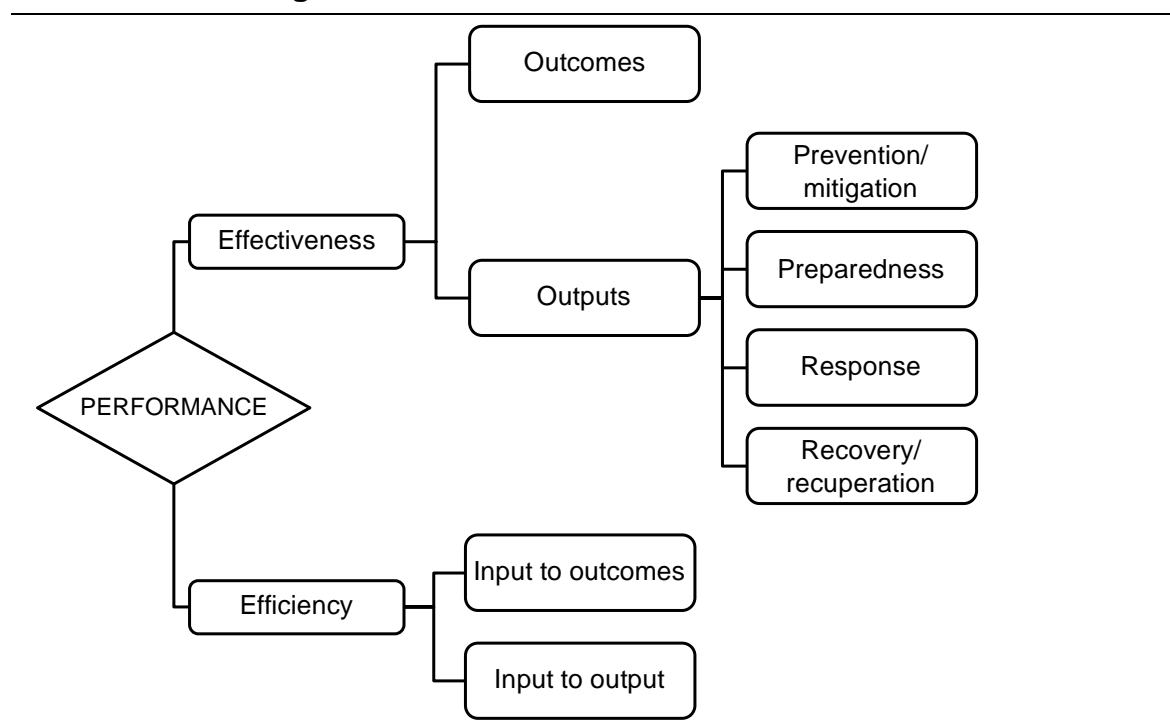 Outcomes
Prevention/
mitigation
Effectiveness
Preparedness
Outputs
Response
PERFORMANCE
Recovery/
recuperation
Input to outcomes
Efficiency
Input to output